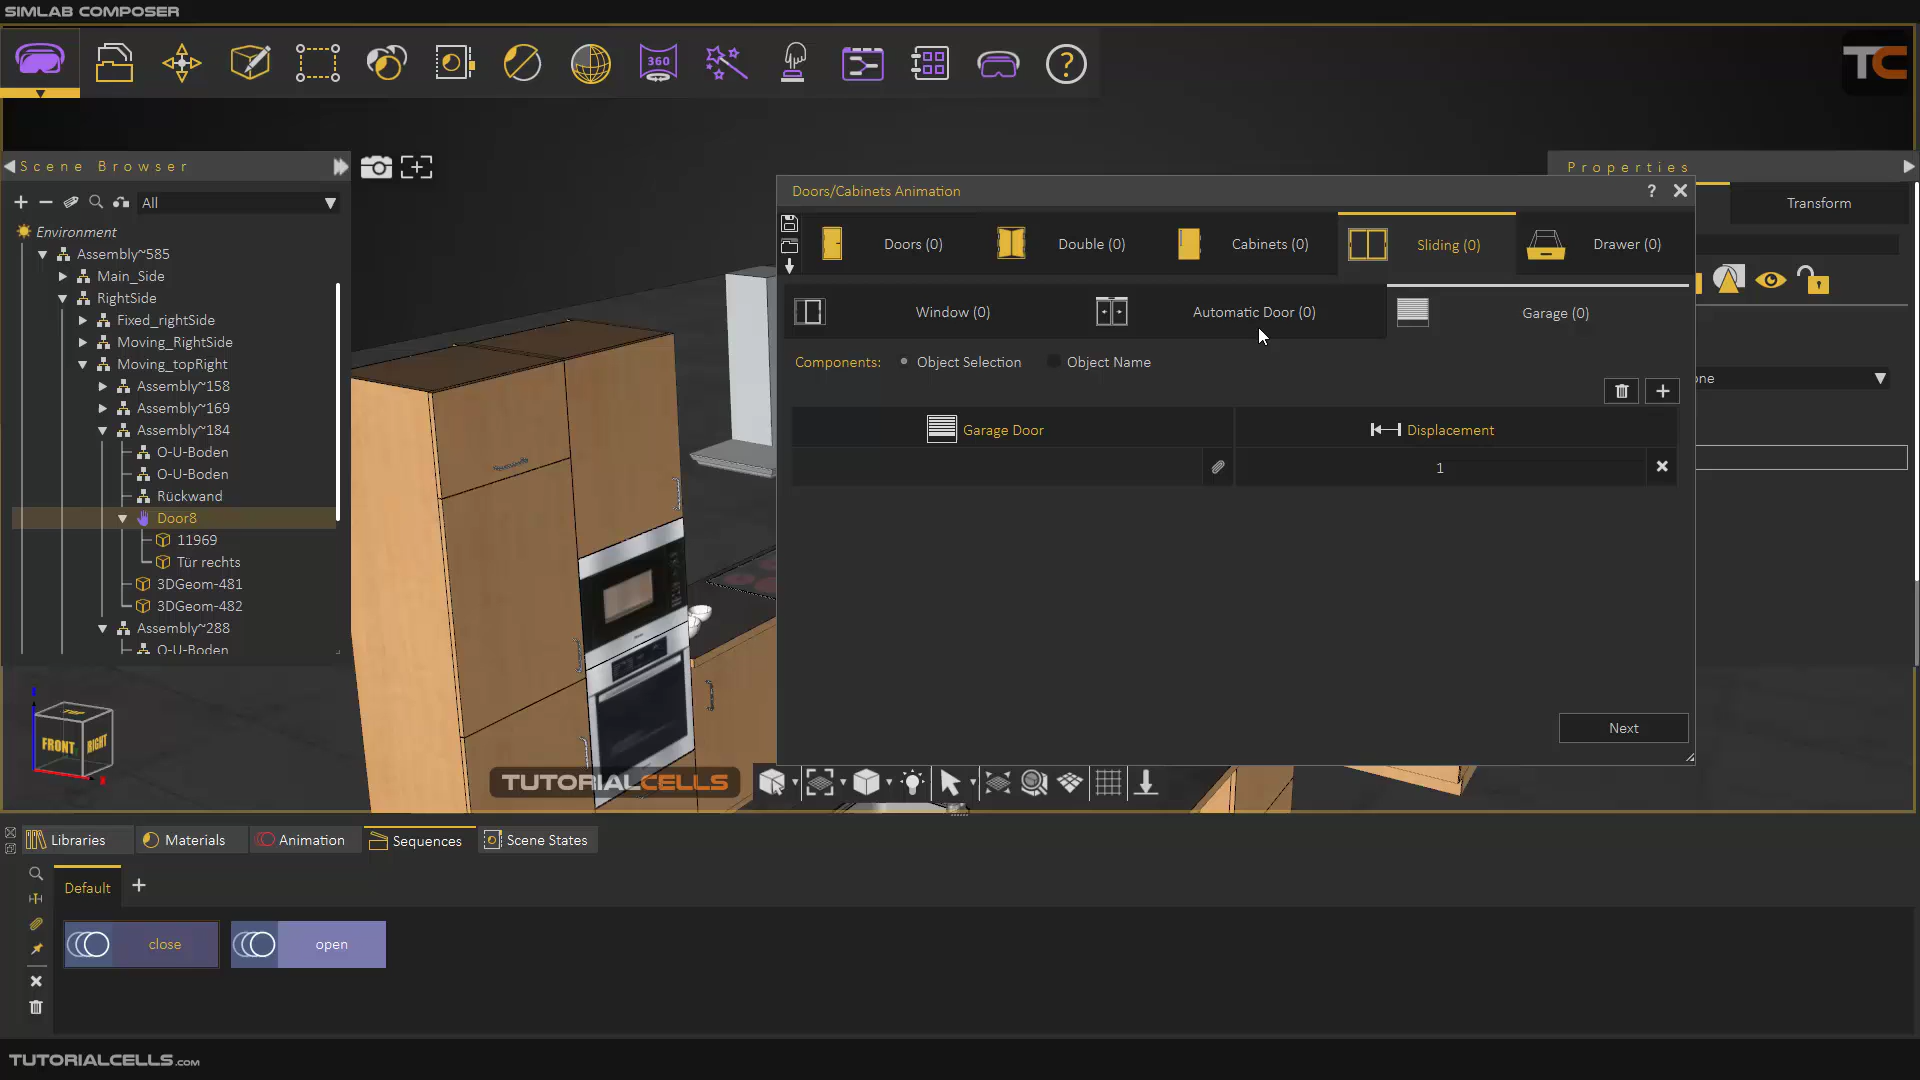 SIMLAB COMPOSER
360
TC
Scene Browser
All
Environment
Assembly~585
Main_Side
RightSide
Fixed_rightSide
Moving_RightSide
Moving_topRight
Assembly~158
Assembly~169
Assembly~184
O-U-Boden
O-U-Boden
Rückwand
Door8
11969
Tür rechts
3DGeom-481
3DGeom-482
Assembly~288
O-U-Boden
Doors/Cabinets Animation
?
Doors (0)
Double (0)
Cabinets (0)
Sliding (0)
Drawer (0)
Window (0)
Automatic Door (0)
Garage (0)
Components:
Object Selection
Object Name
Garage Door
Displacement
1
Next
Properties
Transform
one
TOP
FRONT
RIGHT
TUTORIALCELLS
Libraries
Materials
Animation
Sequences
Scene States
Default
close
open
TUTORIALCELLS.COM